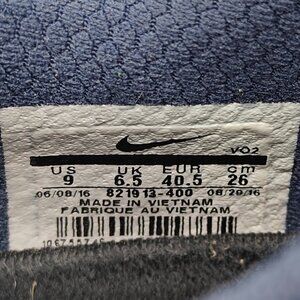 VO2
US UK EUR cm
9 6.5 40.5 26
06/08/16 821913-400 08/29/16
MADE IN VIETNAM
FABRIQUE AU VIETNAM